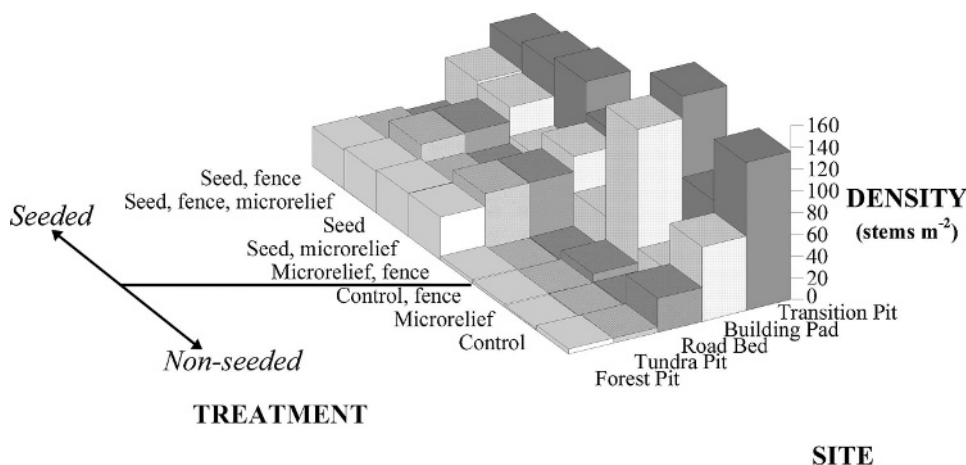 Seed, fence
Seed, fence, microrelief
Seed
Seed, microrelief
Microrelief, fence
Control, fence
Microrelief
Control
Seeded
Non-seeded
TREATMENT
160
140
120
100
80
60
40
20
0
DENSITY
(stems m⁻²)
Transition Pit
Building Pad
Road Bed
Tundra Pit
Forest Pit
SITE